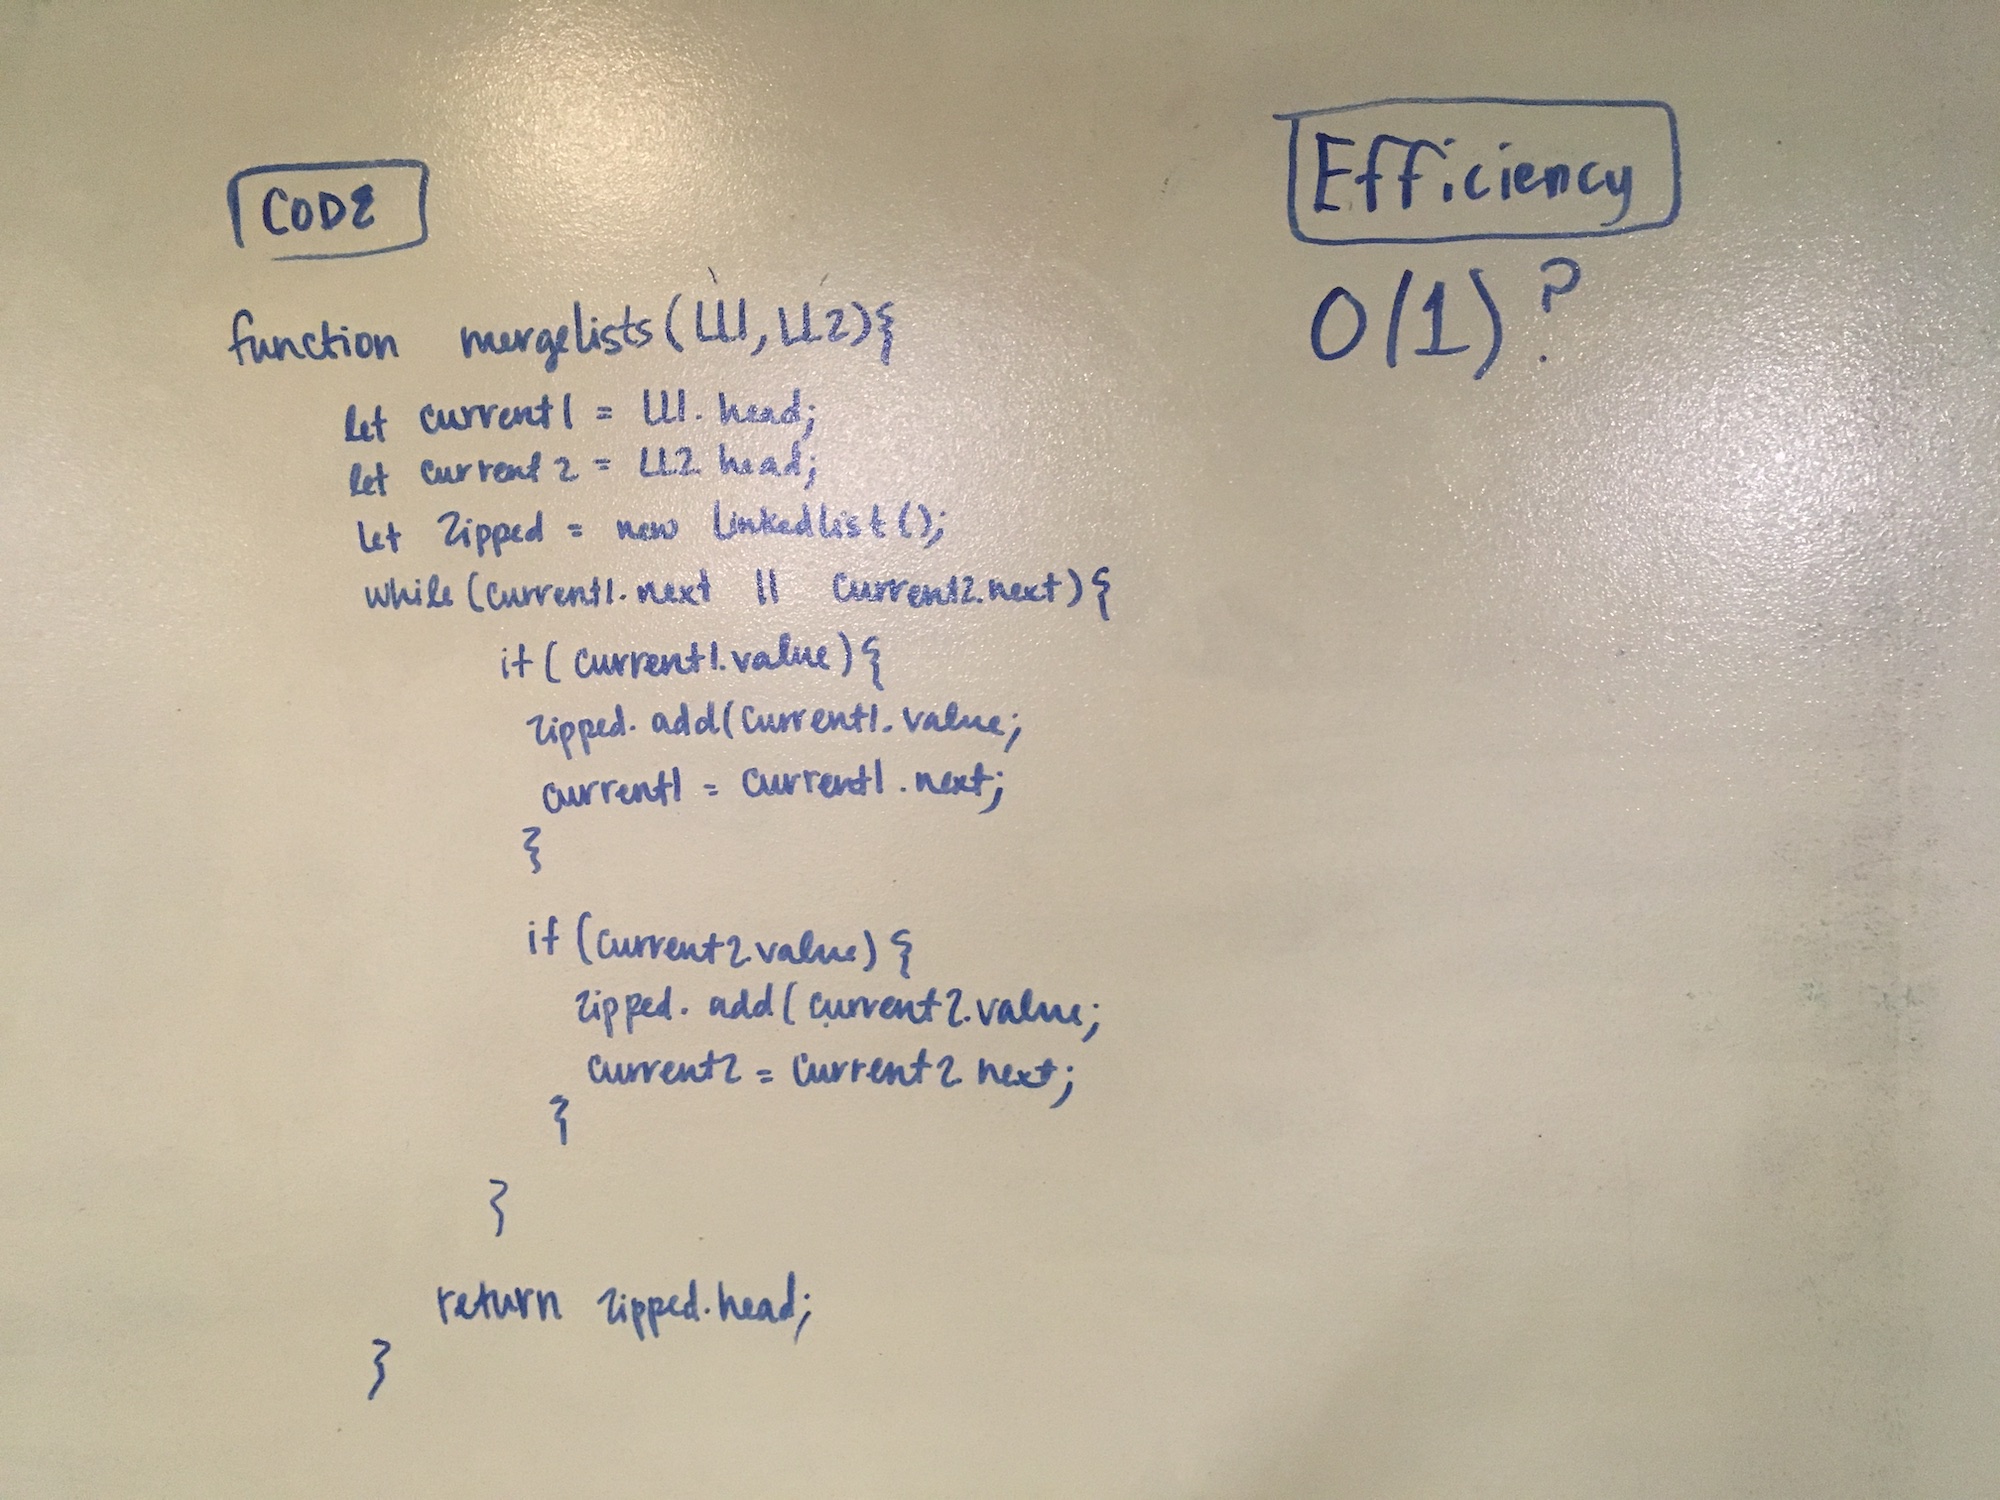 CODE
function mergelists(LL1, LL2){
let current1 = LL1.head;
let current2 = LL2.head;
let zipped = new linkedlist();
while(current1.next || current2.next){
if(current1.value){
zipped.add(current1.value;
current1 = current1.next;
}
if(current2.value){
zipped.add(current2.value;
current2 = current2.next;
}
}
return zipped.head;
}
Efficiency
O(1)?